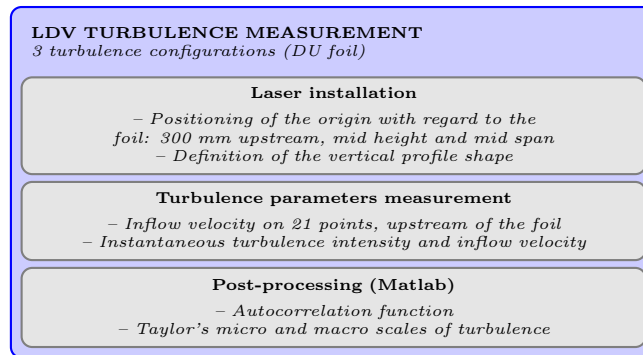 LDV TURBULENCE MEASUREMENT
3 turbulence configurations (DU foil)
Laser installation
– Positioning of the origin with regard to the
foil: 300 mm upstream, mid height and mid span
– Definition of the vertical profile shape
Turbulence parameters measurement
– Inflow velocity on 21 points, upstream of the foil
– Instantaneous turbulence intensity and inflow velocity
Post-processing (Matlab)
– Autocorrelation function
– Taylor's micro and macro scales of turbulence